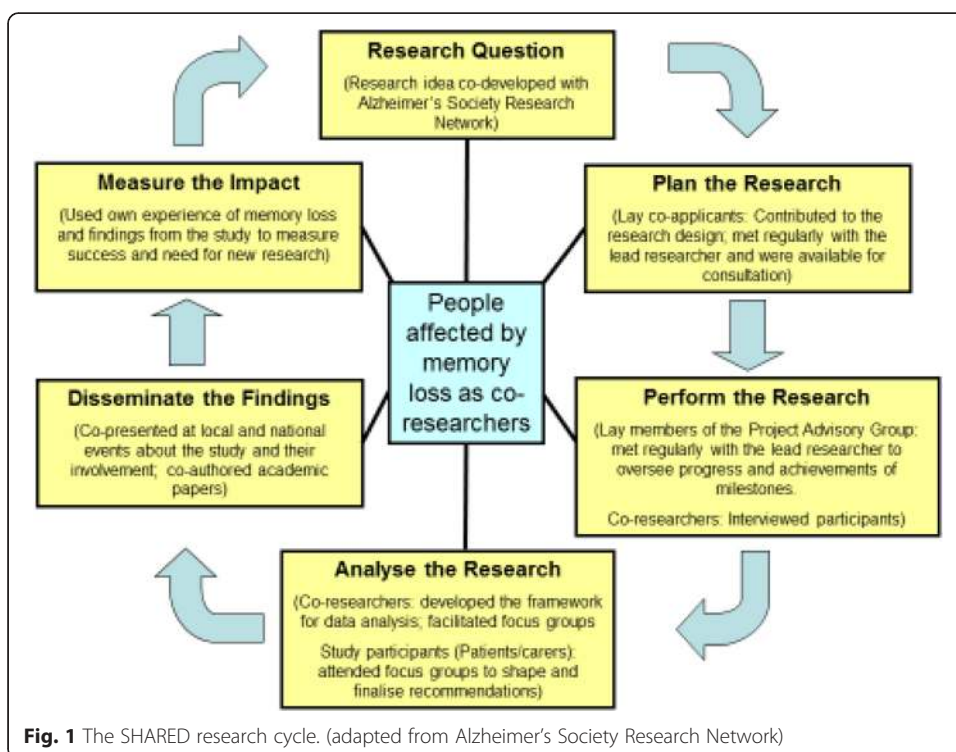 Research Question
(Research idea co-developed with
Alzheimer's Society Research
Network)
Plan the Research
(Lay co-applicants: Contributed to the
research design; met regularly with the
lead researcher and were available for
consultation)
Perform the Research
(Lay members of the Project Advisory Group:
met regularly with the lead researcher to
oversee progress and achievements of
milestones.
Co-researchers: Interviewed participants)
Analyse the Research
(Co-researchers: developed the framework
for data analysis; facilitated focus groups
Study participants (Patients/carers):
attended focus groups to shape and
finalise recommendations)
Disseminate the Findings
(Co-presented at local and national
events about the study and their
involvement; co-authored academic
papers)
Measure the Impact
(Used own experience of memory loss
and findings from the study to measure
success and need for new research)
People
affected by
memory
loss as co-
researchers
Fig. 1 The SHARED research cycle. (adapted from Alzheimer's Society Research Network)